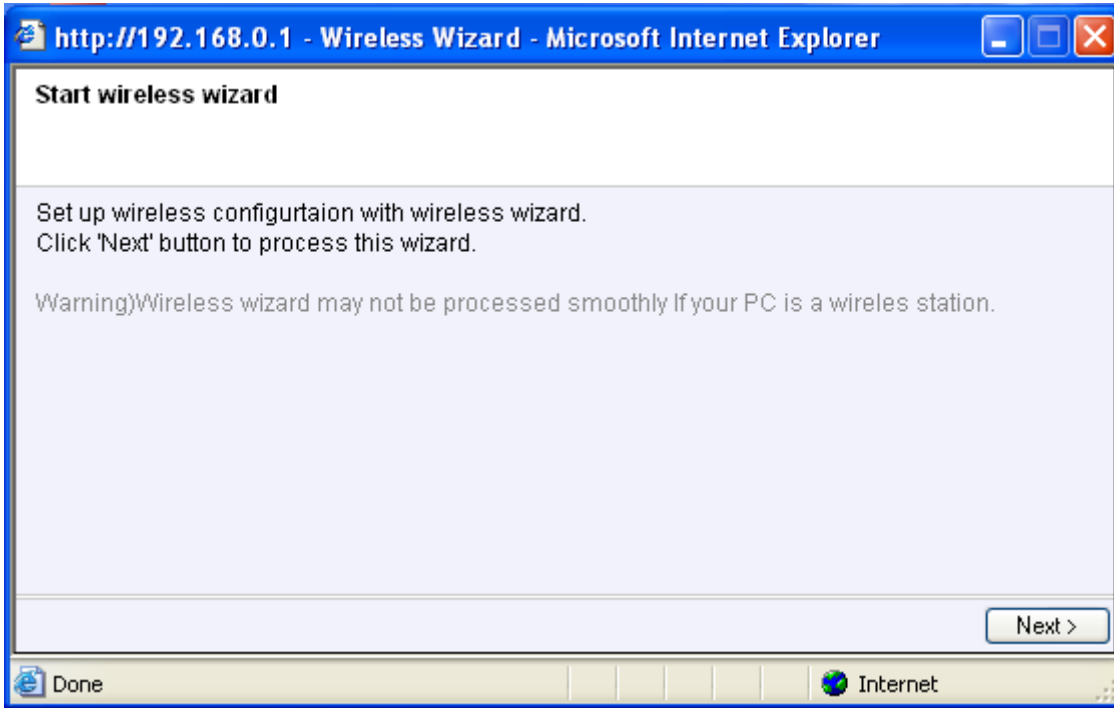 http://192.168.0.1 - Wireless Wizard - Microsoft Internet Explorer
Start wireless wizard
Set up wireless configurtaion with wireless wizard.
Click 'Next' button to process this wizard.
Warning)Wireless wizard may not be processed smoothly If your PC is a wireles station.
Next >
Done
Internet